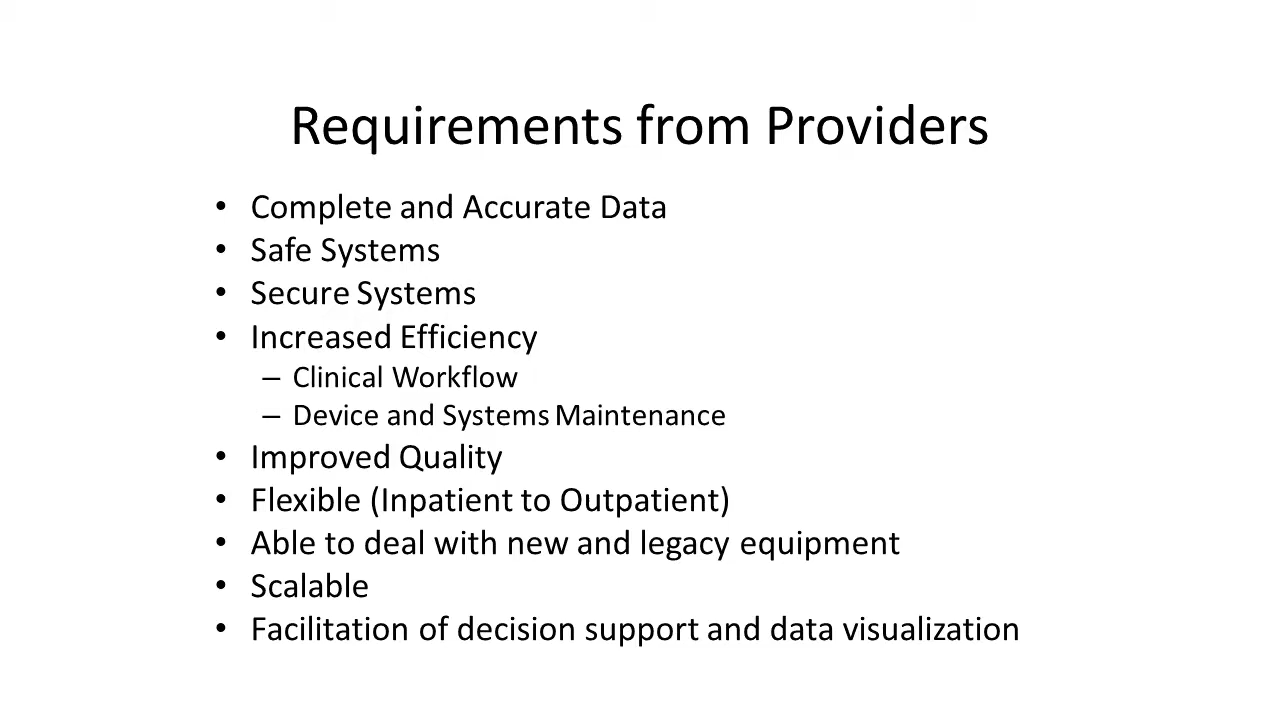 Requirements from Providers
• Complete and Accurate Data
• Safe Systems
• Secure Systems
• Increased Efficiency
– Clinical Workflow
– Device and Systems Maintenance
• Improved Quality
• Flexible (Inpatient to Outpatient)
• Able to deal with new and legacy equipment
• Scalable
• Facilitation of decision support and data visualization